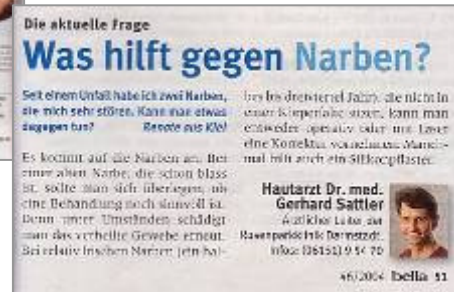 Die aktuelle Frage
Was hilft gegen Narben?
Seit einem Unfall habe ich zwei Narben,
die mich sehr stören. Kann man etwas
dagegen tun? Renate aus Kiel
Es kommt auf die Narben an. Bei
einer alten Narbe, die schon blass
ist, sollte man sich überlegen, ob
eine Behandlung noch sinnvoll ist.
Denn unter Umständen schädigt
man das verheilte Gewebe erneut.
Bei relativ frischen Narben (ein hal-
bes bis dreiviertel Jahr), die nicht in
einer Körperfalte sitzen, kann man
entweder operativ oder mit Laser
eine Korrektur vornehmen. Manch-
mal hilft auch ein Silikonpflaster.
Hautarzt Dr. med.
Gerhard Sattler
Ärztlicher Leiter der
Rosenparkklinik Darmstadt.
Infos: (06151) 9 54 70
46/2004 bella 51